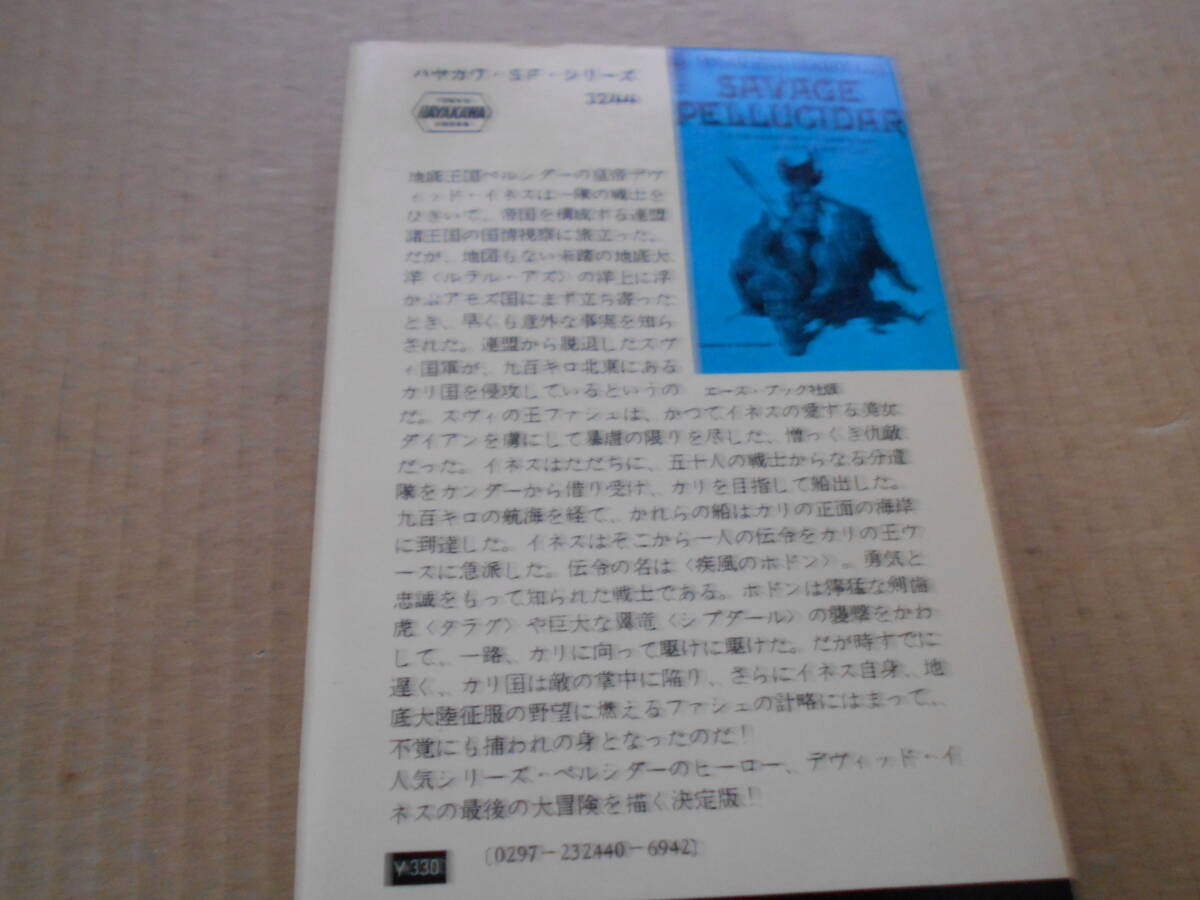 ハヤカワ・SF・シリーズ
3244
HAYAKAWA
SAVAGE
PELLUCIDAR
地底王国ペルシダーの皇帝デヴ
ィッド・イネスは一隊の戦士を
ひきいて、帝国を構成する連盟
諸王国の国情視察に旅立った。
だが、地図もない未踏の地底大
洋〈ルラル・アズ〉の洋上に浮
かぶアモズ国にまず立ち寄った
とき、早くも意外な事実を知ら
された。連盟から脱退したスヴ
ィ国軍が、九百キロ北東にある
カリ国を侵攻しているというの
エース・ブック社版
だ。スヴィの王ファシュは、かつてイネスの愛する美女
ダイアンを虜にして暴虐の限りを尽した、憎っくき仇敵
だった。イネスはただちに、五十人の戦士からなる分遣
隊をカンダーから借り受け、カリを目指して船出した。
九百キロの航海を経て、かれらの船はカリの正面の海岸
に到達した。イネスはそこから一人の伝令をカリの王ウ
ースに急派した。伝令の名は〈疾風のホドン〉。勇気と
忠誠をもって知られた戦士である。ホドンは獰猛な剣歯
虎〈タラグ〉や巨大な翼竜〈シプダール〉の襲撃をかわ
して、一路、カリに向って駆けに駆けた。だが時すでに
遅く、カリ国は敵の掌中に陥り、さらにイネス自身、地
底大陸征服の野望に燃えるファシュの計略にはまって、
不覚にも捕われの身となったのだ！
人気シリーズ・ペルシダーのヒーロー、デヴィッド・イ
ネスの最後の大冒険を描く決定版！
¥330
〔0297−232440−6942〕